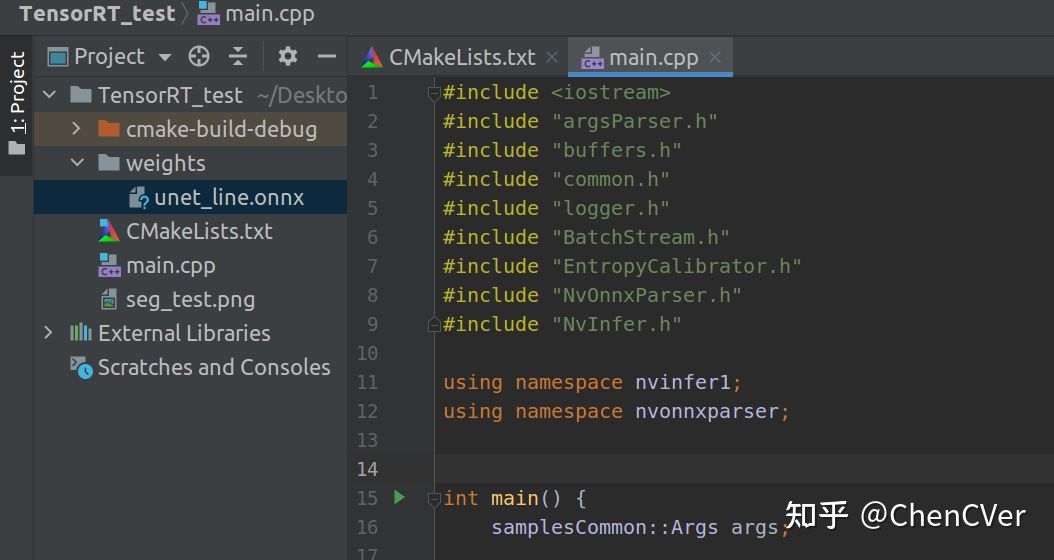 TensorRT_test main.cpp
1: Project
Project
TensorRT_test ~/Deskto
cmake-build-debug
weights
unet_line.onnx
CMakeLists.txt
main.cpp
seg_test.png
External Libraries
Scratches and Consoles
CMakeLists.txt main.cpp
1 #include <iostream>
2 #include "argsParser.h"
3 #include "buffers.h"
4 #include "common.h"
5 #include "logger.h"
6 #include "BatchStream.h"
7 #include "EntropyCalibrator.h"
8 #include "NvOnnxParser.h"
9 #include "NvInfer.h"
10
11 using namespace nvinfer1;
12 using namespace nvonnxparser;
13
14
15 int main() {
16 samplesCommon::Args args;
17
知乎 @ChenCVer